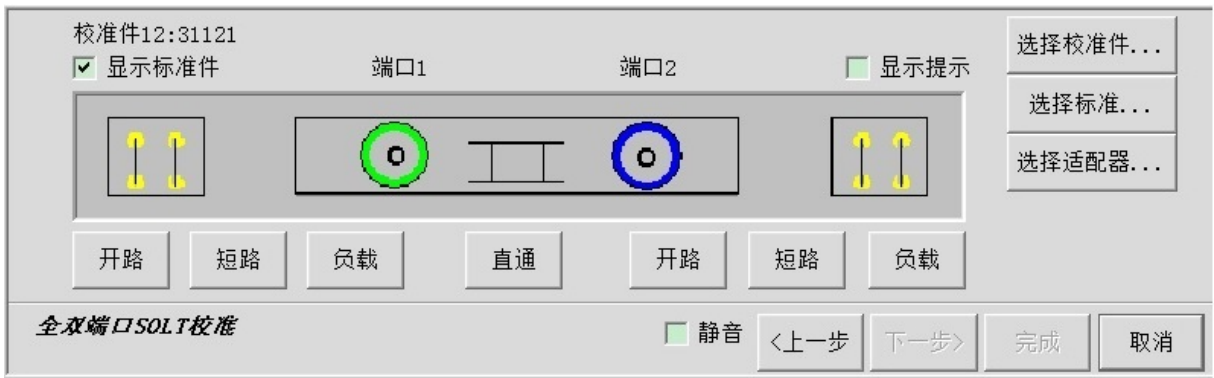 校准件12:31121
显示标准件 端口1 端口2 显示提示
选择校准件...
选择标准...
选择适配器...
开路 短路 负载 直通 开路 短路 负载
全双端口SOLT校准
静音 <上一步 下一步> 完成 取消